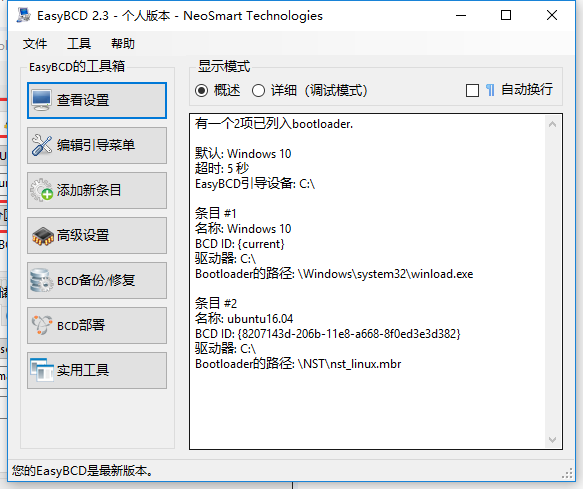 EasyBCD 2.3 - 个人版本 - NeoSmart Technologies
文件 工具 帮助
EasyBCD的工具箱
查看设置
编辑引导菜单
添加新条目
高级设置
BCD备份/修复
BCD部署
实用工具
显示模式
概述 详细（调试模式） ¶ 自动换行
有一个2项已列入bootloader.
默认: Windows 10
超时: 5 秒
EasyBCD引导设备: C:\
条目 #1
名称: Windows 10
BCD ID: {current}
驱动器: C:\
Bootloader的路径: \Windows\system32\winload.exe
条目 #2
名称: ubuntu16.04
BCD ID: {8207143d-206b-11e8-a668-8f0ed3e3d382}
驱动器: C:\
Bootloader的路径: \NST\nst_linux.mbr
您的EasyBCD是最新版本。